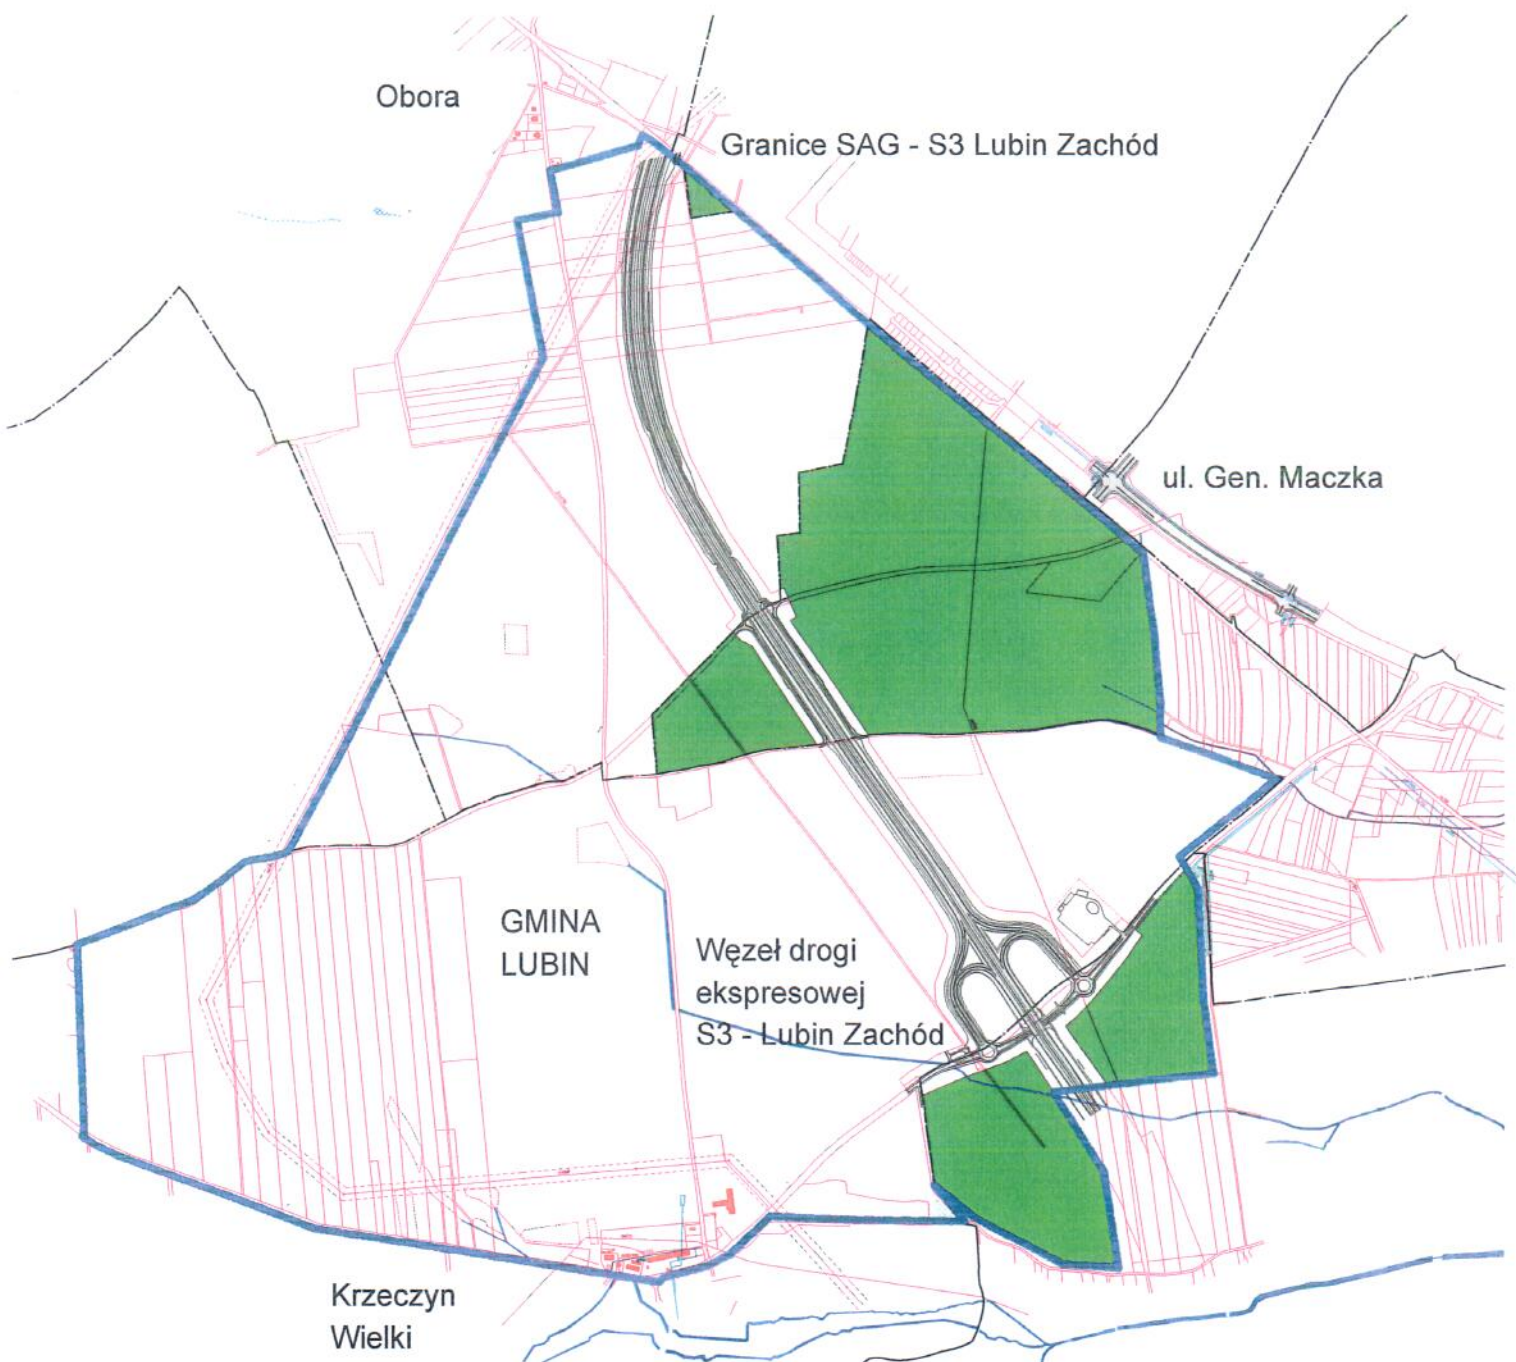 Obora
Granice SAG - S3 Lubin Zachód
ul. Gen. Maczka
GMINA
LUBIN
Węzeł drogi
ekspresowej
S3 - Lubin Zachód
Krzeczyn
Wielki